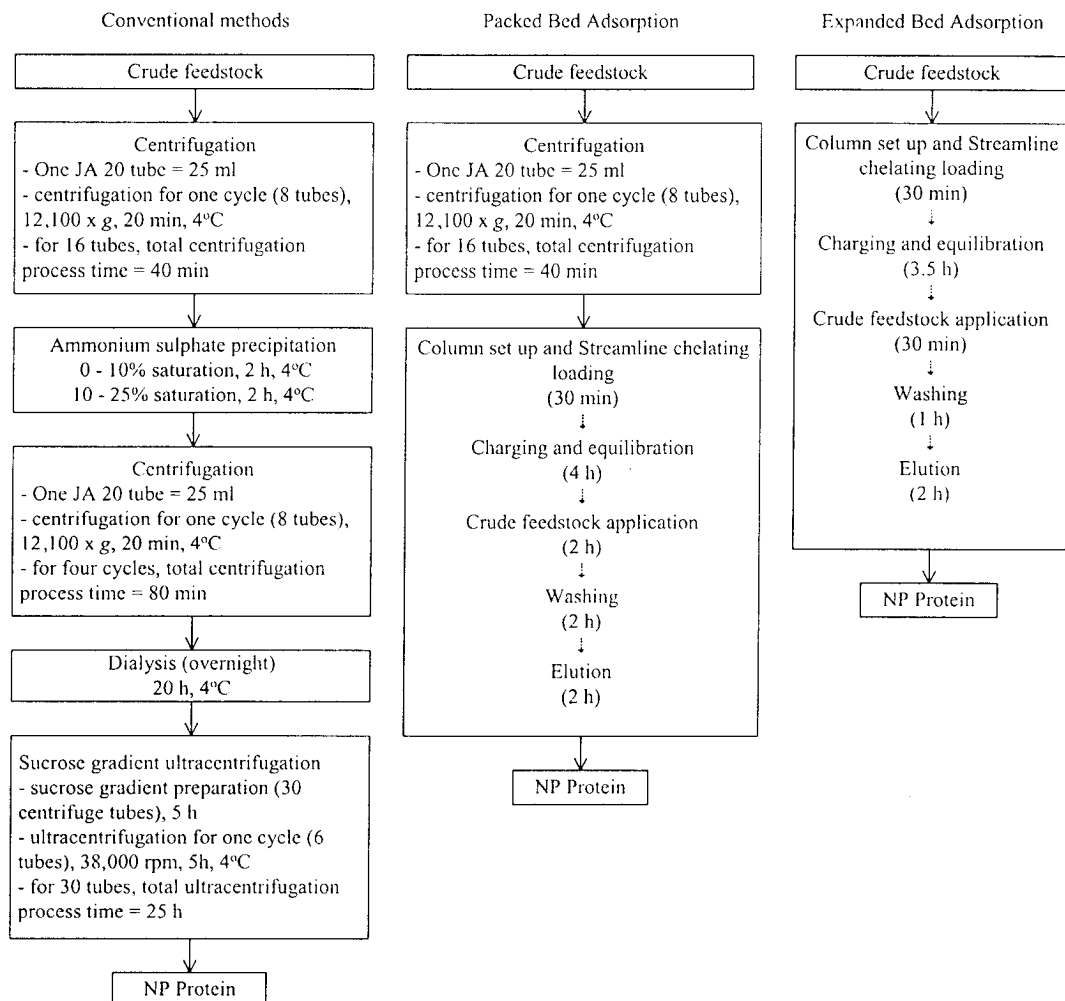 Conventional methods
Crude feedstock
Centrifugation
- One JA 20 tube = 25 ml
- centrifugation for one cycle (8 tubes),
12,100 x g, 20 min, 4°C
- for 16 tubes, total centrifugation
process time = 40 min
Ammonium sulphate precipitation
0 - 10% saturation, 2 h, 4°C
10 - 25% saturation, 2 h, 4°C
Centrifugation
- One JA 20 tube = 25 ml
- centrifugation for one cycle (8 tubes),
12,100 x g, 20 min, 4°C
- for four cycles, total centrifugation
process time = 80 min
Dialysis (overnight)
20 h, 4°C
Sucrose gradient ultracentrifugation
- sucrose gradient preparation (30
centrifuge tubes), 5 h
- ultracentrifugation for one cycle (6
tubes), 38,000 rpm, 5h, 4°C
- for 30 tubes, total ultracentrifugation
process time = 25 h
NP Protein
Packed Bed Adsorption
Crude feedstock
Centrifugation
- One JA 20 tube = 25 ml
- centrifugation for one cycle (8 tubes),
12,100 x g, 20 min, 4°C
- for 16 tubes, total centrifugation
process time = 40 min
Column set up and Streamline chelating
loading
(30 min)
Charging and equilibration
(4 h)
Crude feedstock application
(2 h)
Washing
(2 h)
Elution
(2 h)
NP Protein
Expanded Bed Adsorption
Crude feedstock
Column set up and Streamline
chelating loading
(30 min)
Charging and equilibration
(3.5 h)
Crude feedstock application
(30 min)
Washing
(1 h)
Elution
(2 h)
NP Protein